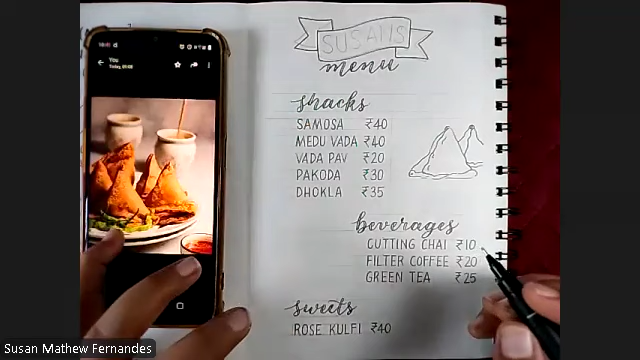 You
SUSANS
menu
snacks
SAMOSA ₹40
MEDU VADA ₹40
VADA PAV ₹20
PAKODA ₹30
DHOKLA ₹35
beverages
CUTTING CHAI ₹10
FILTER COFFEE ₹20
GREEN TEA ₹25
sweets
ROSE KULFI ₹40
Susan Mathew Fernandes